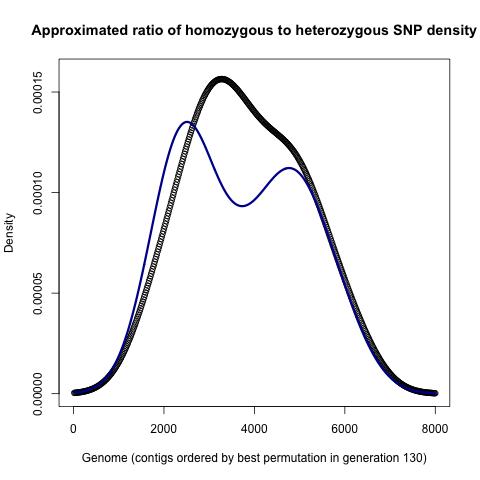 Approximated ratio of homozygous to heterozygous SNP density
0.00015
0.00010
0.00005
0.00000
Density
0 2000 4000 6000 8000
Genome (contigs ordered by best permutation in generation 130)